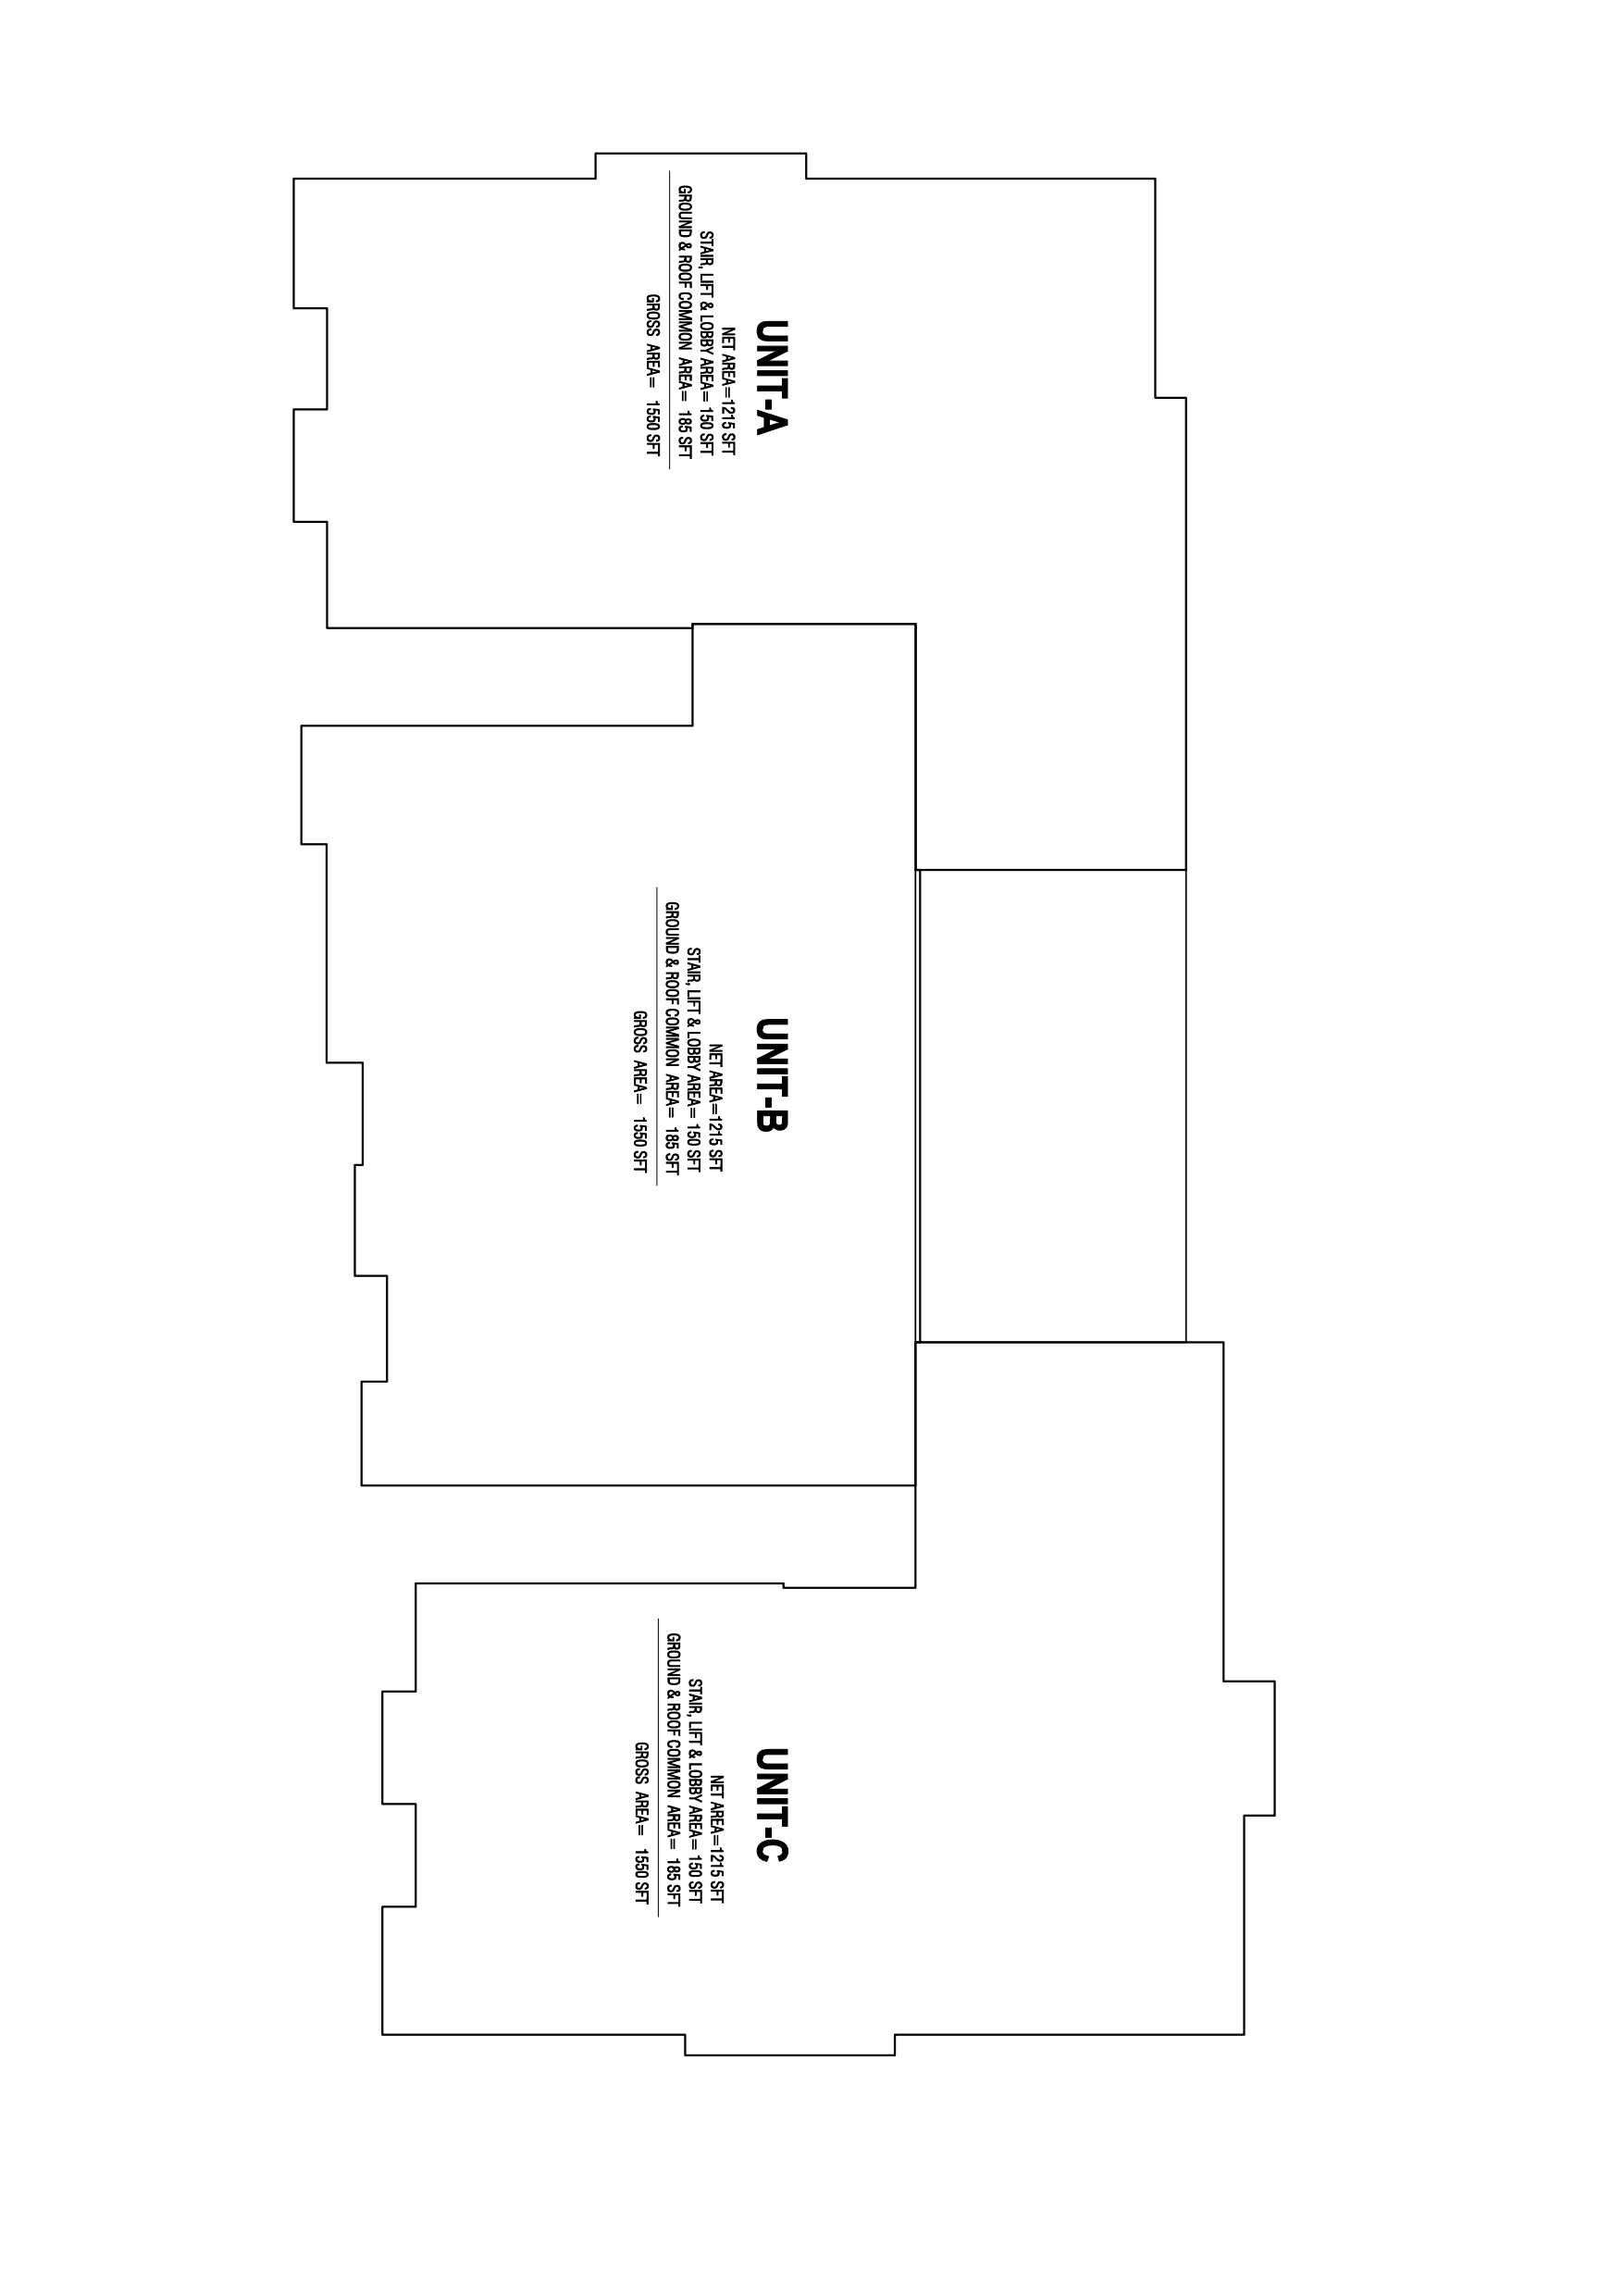 UNIT-A
NET AREA=1215 SFT
STAIR, LIFT & LOBBY AREA= 150 SFT
GROUND & ROOF COMMON AREA= 185 SFT
GROSS AREA= 1550 SFT
UNIT-B
NET AREA=1215 SFT
STAIR, LIFT & LOBBY AREA= 150 SFT
GROUND & ROOF COMMON AREA= 185 SFT
GROSS AREA= 1550 SFT
UNIT-C
NET AREA=1215 SFT
STAIR, LIFT & LOBBY AREA= 150 SFT
GROUND & ROOF COMMON AREA= 185 SFT
GROSS AREA= 1550 SFT